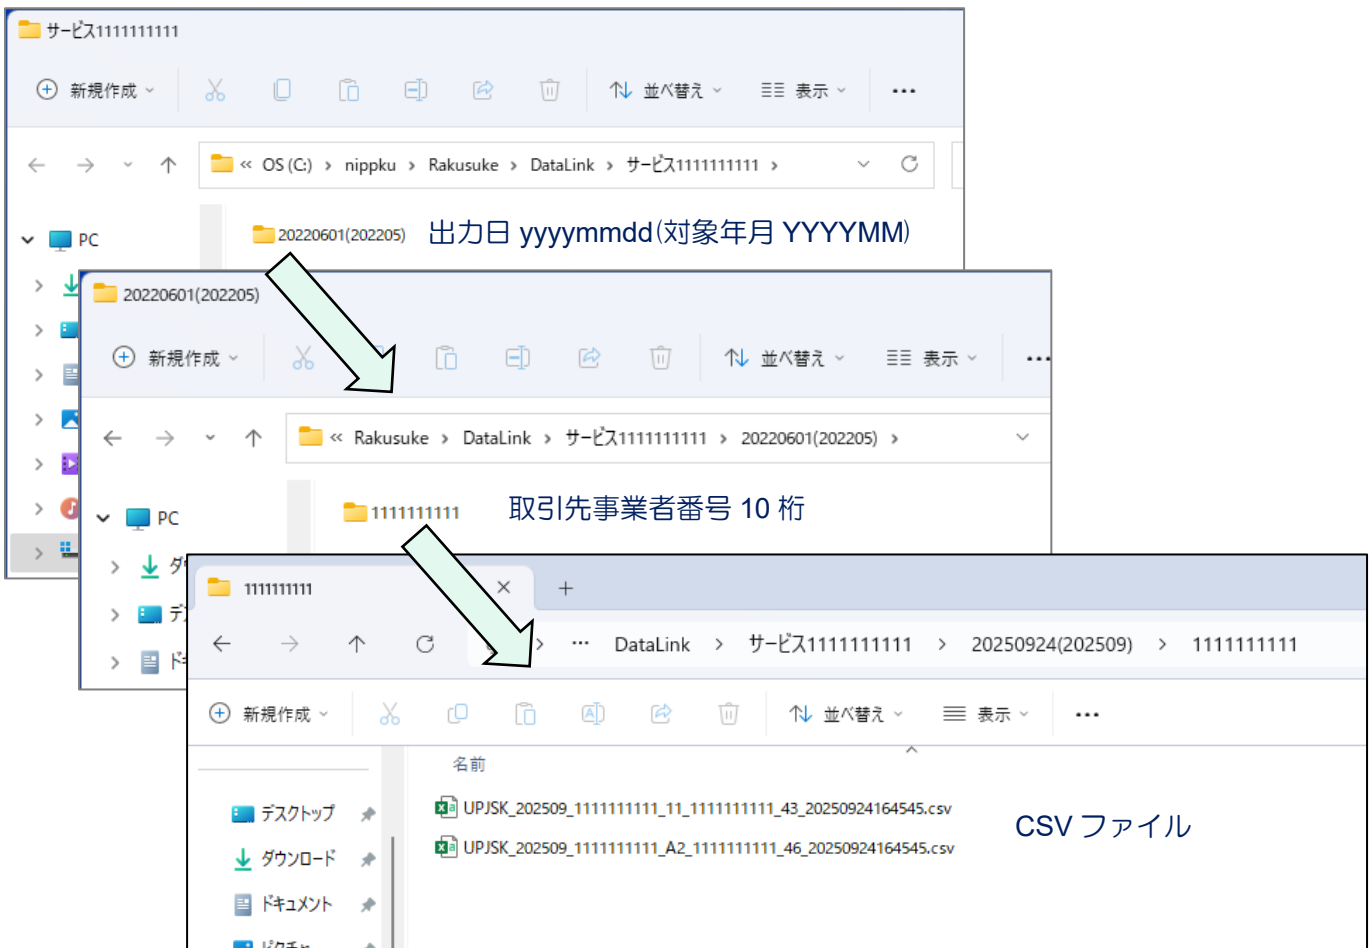 サービス1111111111
新規作成 並べ替え 表示 •••
« OS (C:) > nippku > Rakusuke > DataLink > サービス1111111111 >
PC
20220601(202205) 出力日 yyyymmdd(対象年月 YYYYMM)
20220601(202205)
新規作成 並べ替え 表示 •••
« Rakusuke > DataLink > サービス1111111111 > 20220601(202205) >
PC
1111111111 取引先事業者番号 10 桁
1111111111
••• DataLink > サービス1111111111 > 20250924(202509) > 1111111111
新規作成 並べ替え 表示 •••
名前
デスクトップ
UPJSK_202509_1111111111_11_1111111111_43_20250924164545.csv
CSV ファイル
ダウンロード
UPJSK_202509_1111111111_A2_1111111111_46_20250924164545.csv
ドキュメント